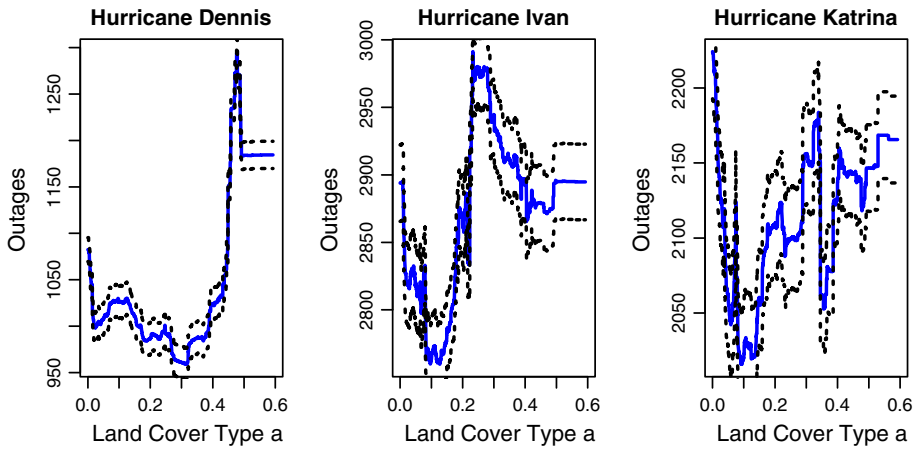 Hurricane Dennis
Outages
950
1050
1150
1250
0.0 0.2 0.4 0.6
Land Cover Type a
Hurricane Ivan
Outages
2800
2850
2900
2950
3000
0.0 0.2 0.4 0.6
Land Cover Type a
Hurricane Katrina
Outages
2050
2100
2150
2200
0.0 0.2 0.4 0.6
Land Cover Type a